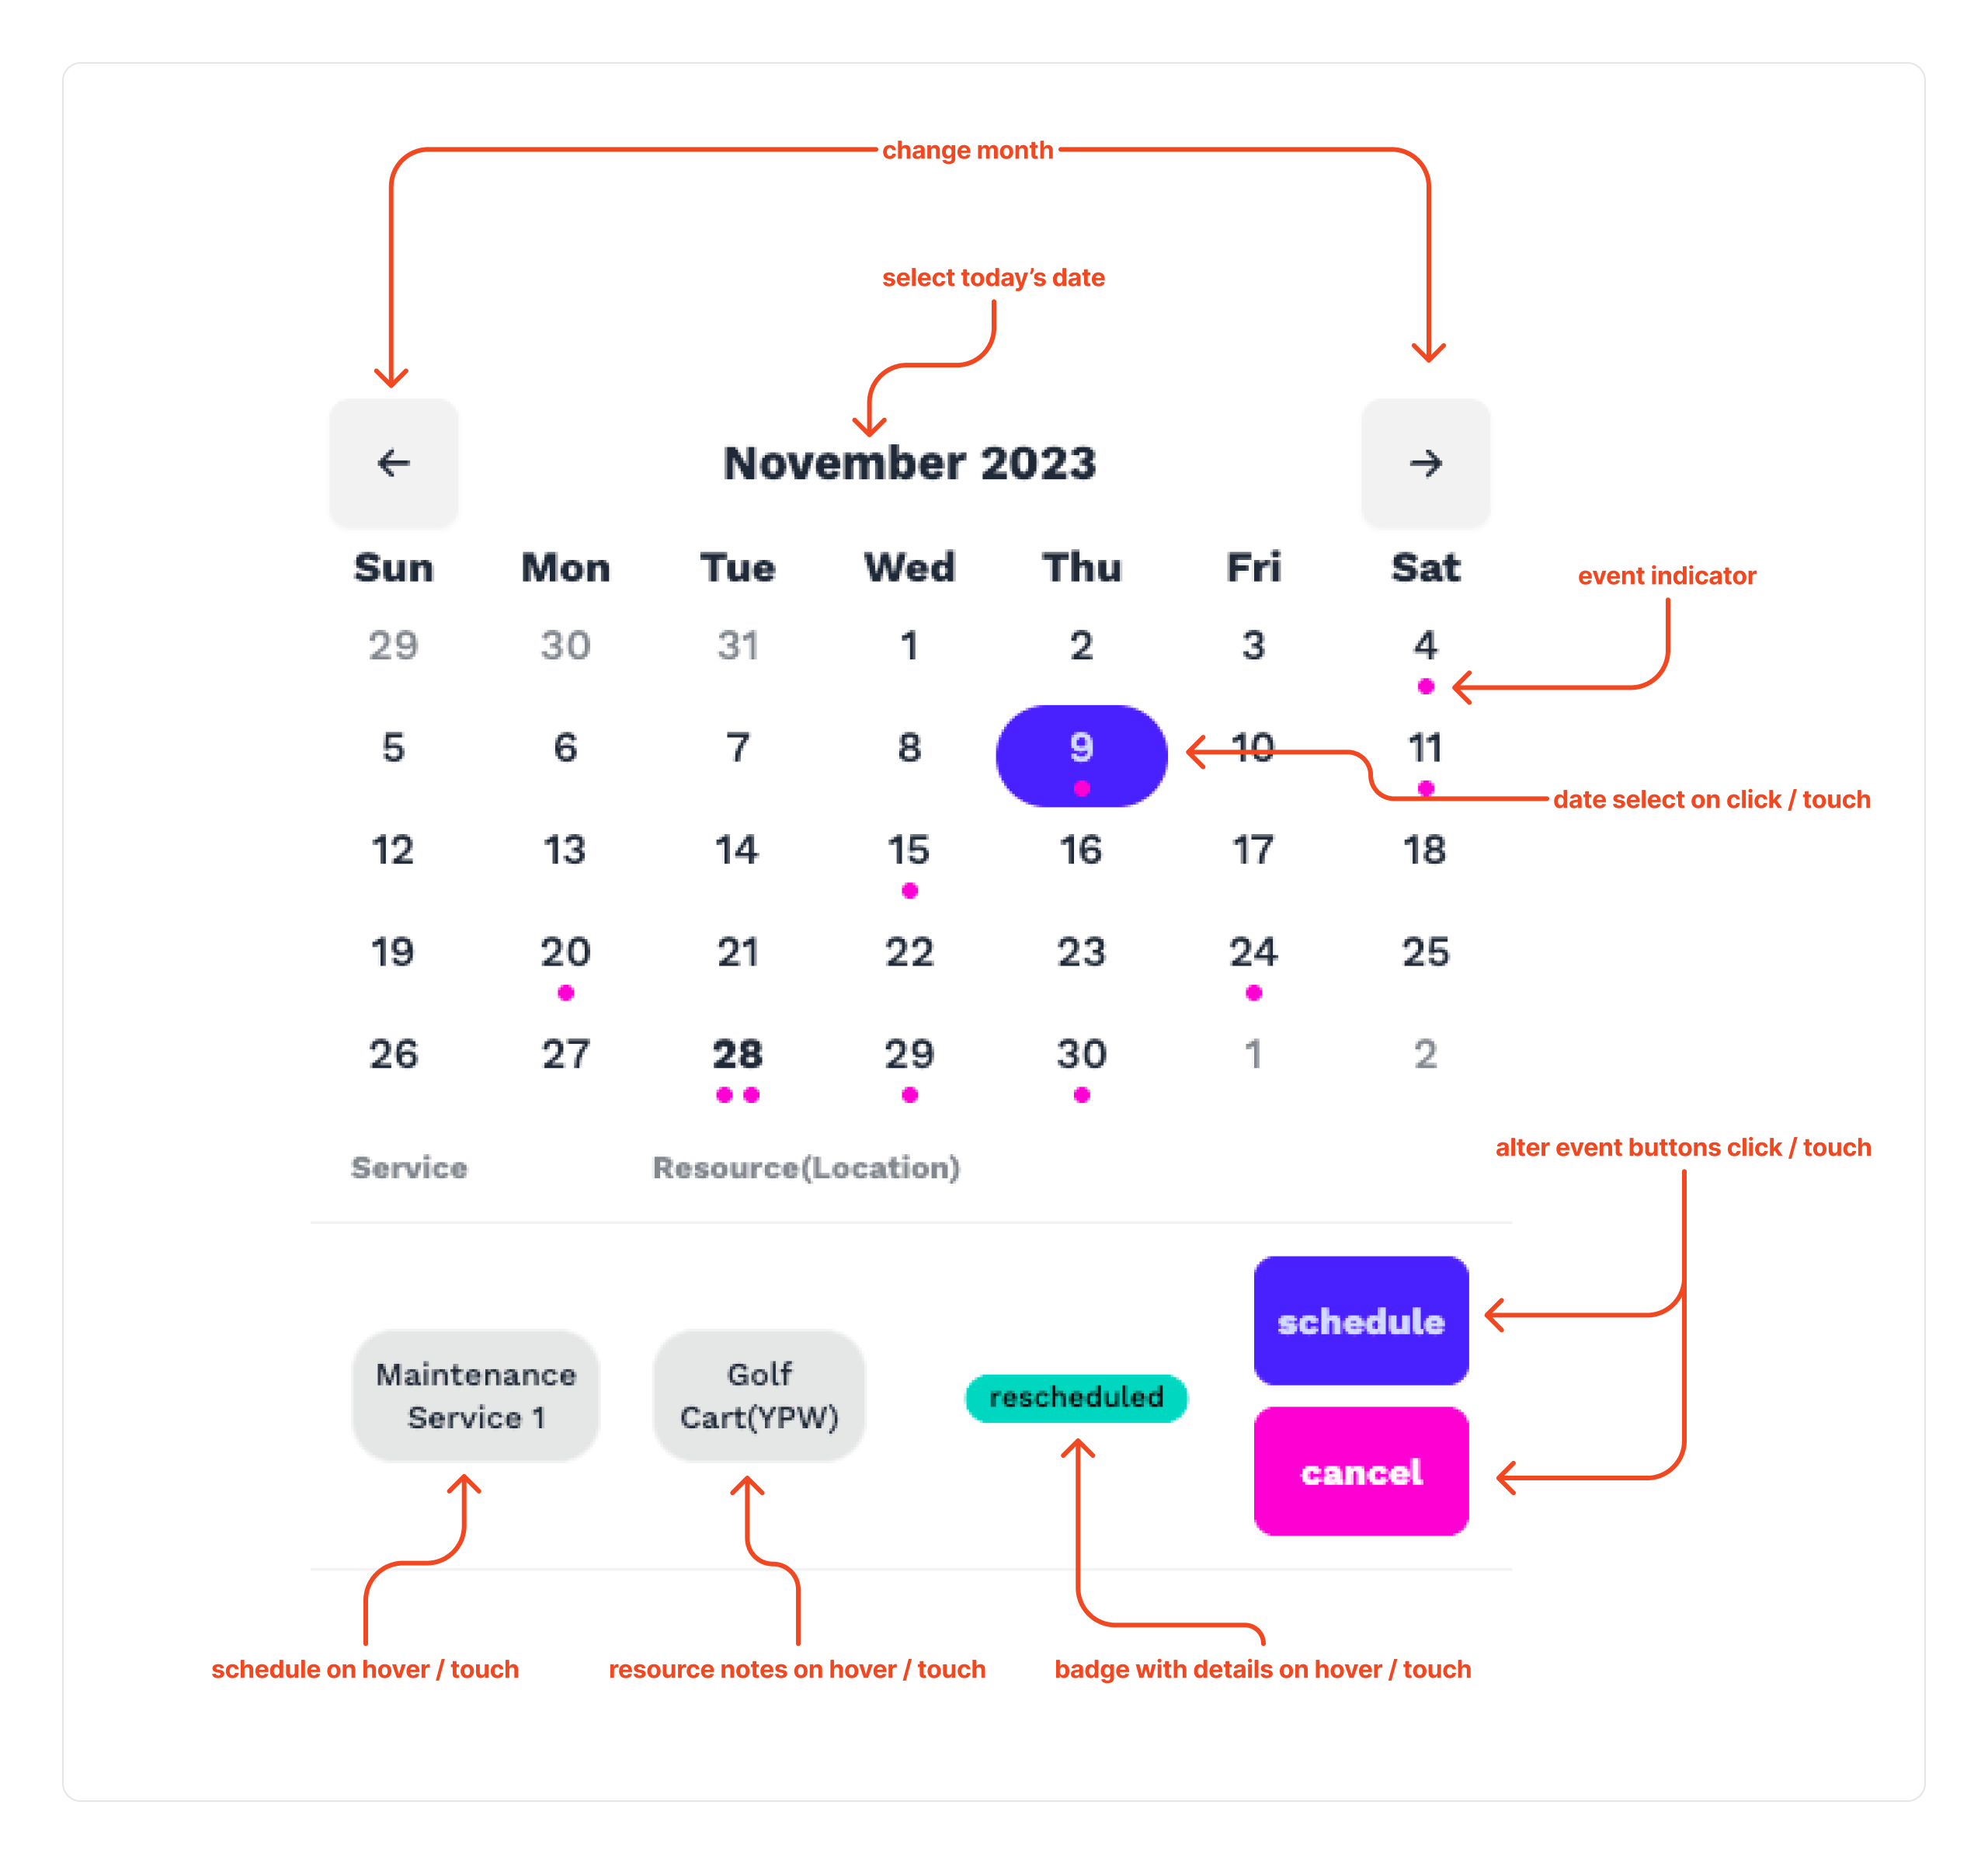 change month
select today’s date
← November 2023 →
Sun Mon Tue Wed Thu Fri Sat
event indicator
29 30 31 1 2 3 4
5 6 7 8 9 10 11
date select on click / touch
12 13 14 15 16 17 18
19 20 21 22 23 24 25
26 27 28 29 30 1 2
alter event buttons click / touch
Service Resource(Location)
schedule
Maintenance
Service 1
Golf
Cart(YPW)
rescheduled
cancel
schedule on hover / touch
resource notes on hover / touch
badge with details on hover / touch